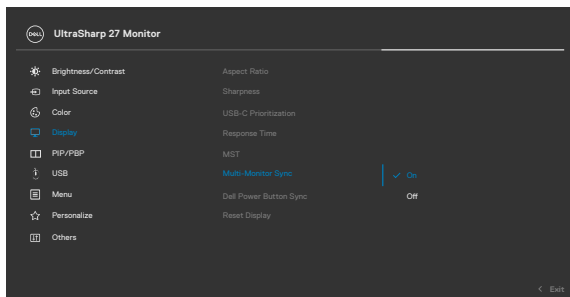 DELL UltraSharp 27 Monitor
Brightness/Contrast
Input Source
Color
Display
PIP/PBP
USB
Menu
Personalize
Others
Aspect Ratio
Sharpness
USB-C Prioritization
Response Time
MST
Multi-Monitor Sync
Dell Power Button Sync
Reset Display
On
Off
Exit